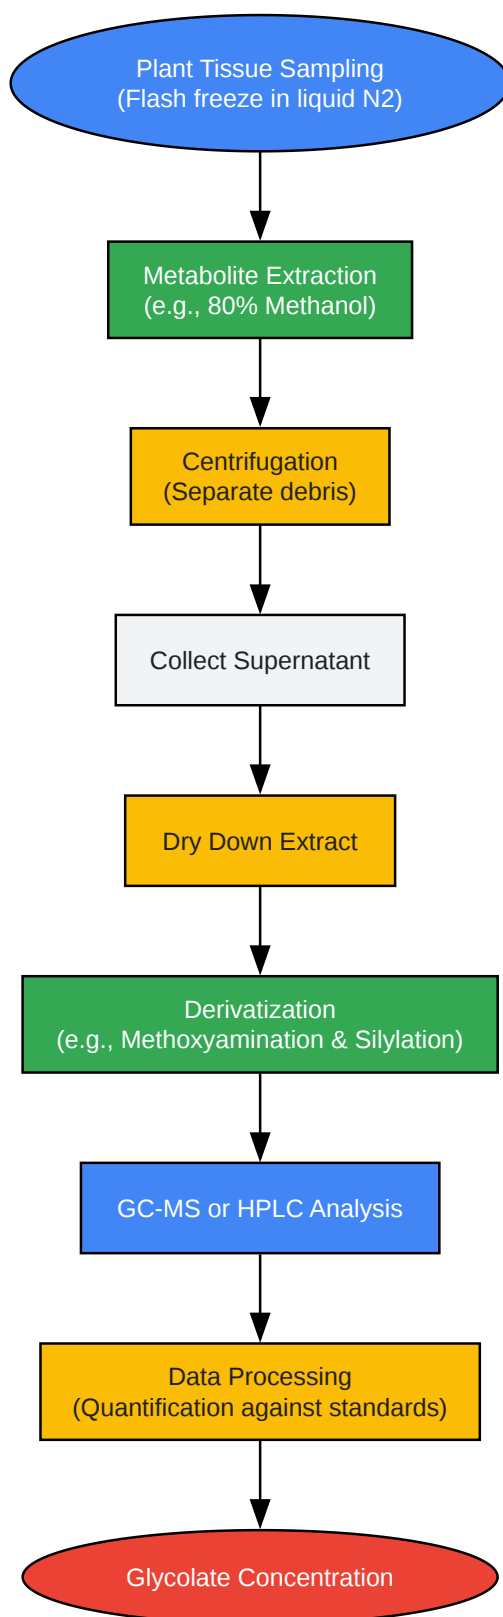 Plant Tissue Sampling
(Flash freeze in liquid N2)
Metabolite Extraction
(e.g., 80% Methanol)
Centrifugation
(Separate debris)
Collect Supernatant
Dry Down Extract
Derivatization
(e.g., Methoxyamination & Silylation)
GC-MS or HPLC Analysis
Data Processing
(Quantification against standards)
Glycolate Concentration